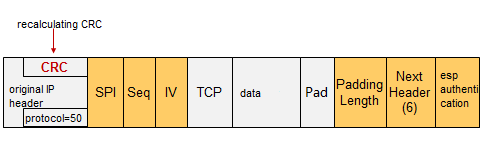 recalculating CRC
CRC
original IP
header
protocol=50
SPI
Seq
IV
TCP
data
Pad
Padding
Length
Next
Header
(6)
esp
authenti
cation